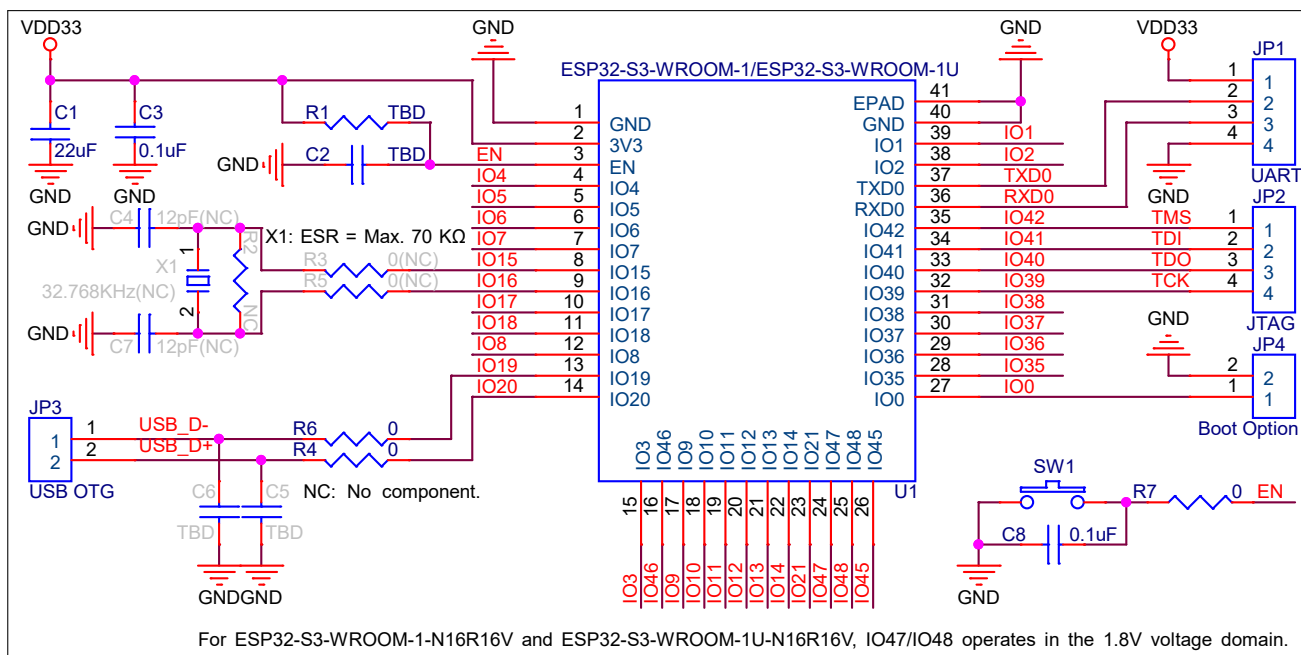 VDD33
GND
GND
VDD33
JP1
ESP32-S3-WROOM-1/ESP32-S3-WROOM-1U
C1
22uF
GND
C3
0.1uF
GND
R1
TBD
C2
TBD
GND
EN
IO4
IO5
IO6
IO7
IO15
IO16
IO17
IO18
IO8
IO19
IO20
1
2
3
4
5
6
7
8
9
10
11
12
13
14
GND
3V3
EN
IO4
IO5
IO6
IO7
IO15
IO16
IO17
IO18
IO8
IO19
IO20
EPAD
GND
IO1
IO2
TXD0
RXD0
IO42
IO41
IO40
IO39
IO38
IO37
IO36
IO35
IO0
41
40
39
38
37
36
35
34
33
32
31
30
29
28
27
IO1
IO2
TXD0
RXD0
IO42
IO41
IO40
IO39
IO38
IO37
IO36
IO35
IO0
1
2
3
4
1
2
3
4
UART
GND
JP2
TMS
TDI
TDO
TCK
1
2
3
4
1
2
3
4
JTAG
GND
JP4
2
1
2
1
Boot Option
GND
C4
12pF(NC)
R2
NC
X1: ESR = Max. 70 KΩ
1
X1
32.768KHz(NC)
2
R3
0(NC)
R5
0(NC)
GND
C7
12pF(NC)
JP3
1
2
1
2
USB_D-
USB_D+
USB OTG
R6
0
R4
0
C6
TBD
C5
TBD
NC: No component.
GND
GND
IO3
IO46
IO9
IO10
IO11
IO12
IO13
IO14
IO21
IO47
IO48
IO45
U1
15
16
17
18
19
20
21
22
23
24
25
26
IO3
IO46
IO9
IO10
IO11
IO12
IO13
IO14
IO21
IO47
IO48
IO45
SW1
R7
0
EN
C8
0.1uF
GND
For ESP32-S3-WROOM-1-N16R16V and ESP32-S3-WROOM-1U-N16R16V, IO47/IO48 operates in the 1.8V voltage domain.